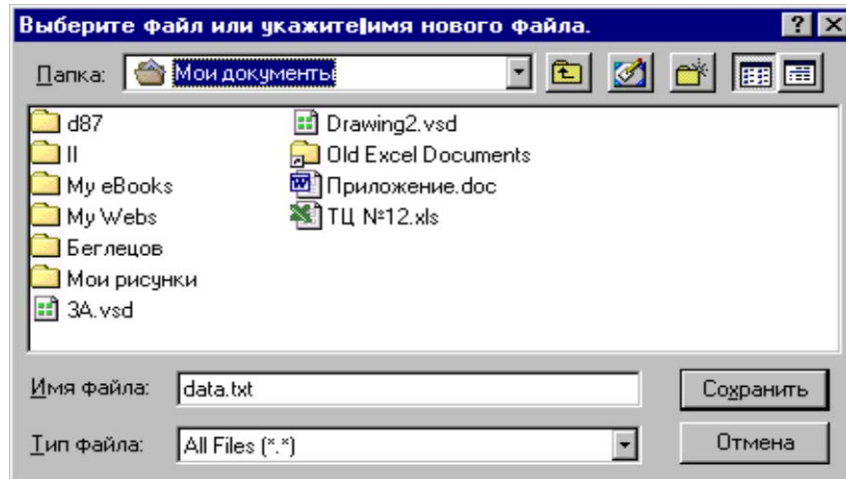 Выберите файл или укажите|имя нового файла.
Папка: Мои документы
d87
ll
My eBooks
My Webs
Беглецов
Мои рисунки
3A.vsd
Drawing2.vsd
Old Excel Documents
Приложение.doc
ТЦ №12.xls
Имя файла: data.txt
Сохранить
Тип файла: All Files (*.*)
Отмена